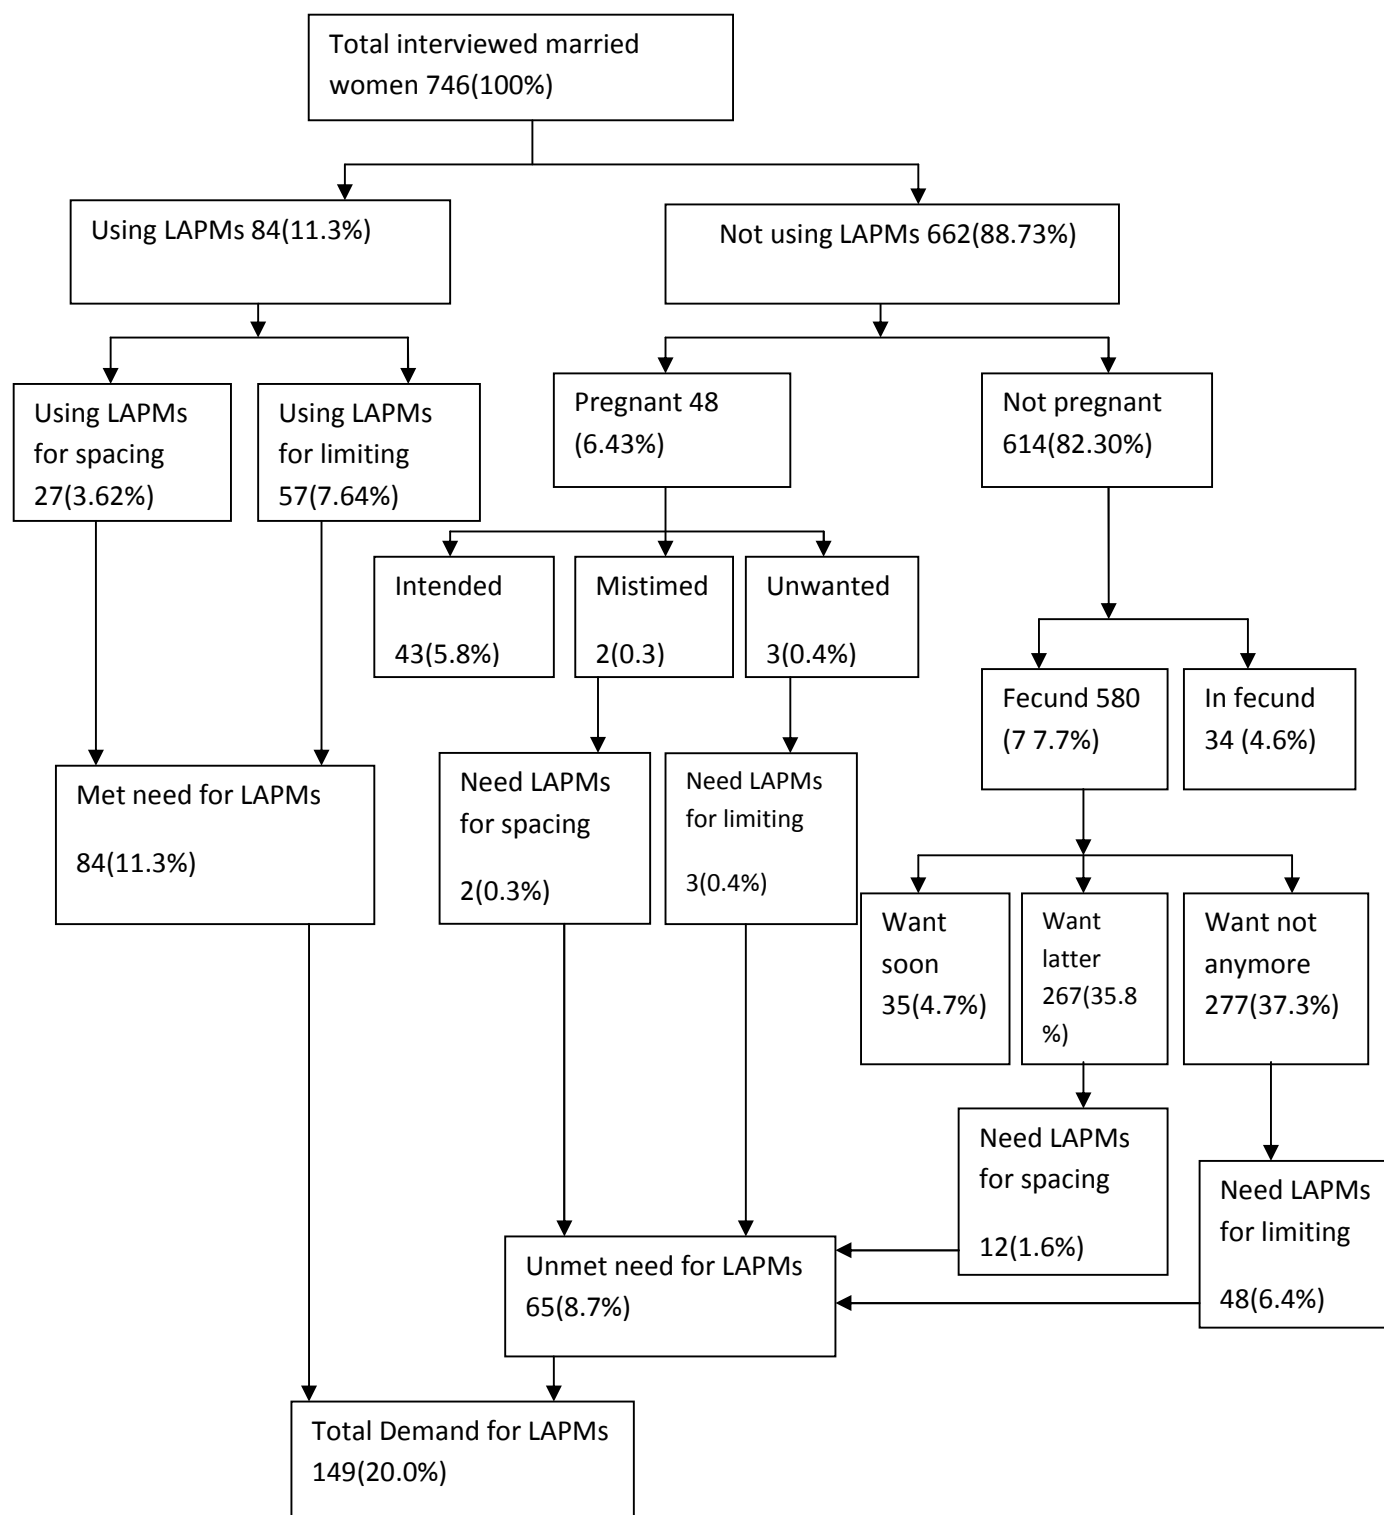 Total interviewed married
women 746(100%)
Using LAPMs 84(11.3%)
Not using LAPMs 662(88.73%)
Using LAPMs
for spacing
27(3.62%)
Using LAPMs
for limiting
57(7.64%)
Pregnant 48
(6.43%)
Not pregnant
614(82.30%)
Intended
43(5.8%)
Mistimed
2(0.3)
Unwanted
3(0.4%)
Fecund 580
(7 7.7%)
In fecund
34 (4.6%)
Met need for LAPMs
84(11.3%)
Need LAPMs
for spacing
2(0.3%)
Need LAPMs
for limiting
3(0.4%)
Want
soon
35(4.7%)
Want
latter
267(35.8
%)
Want not
anymore
277(37.3%)
Need LAPMs
for spacing
12(1.6%)
Need LAPMs
for limiting
48(6.4%)
Unmet need for LAPMs
65(8.7%)
Total Demand for LAPMs
149(20.0%)